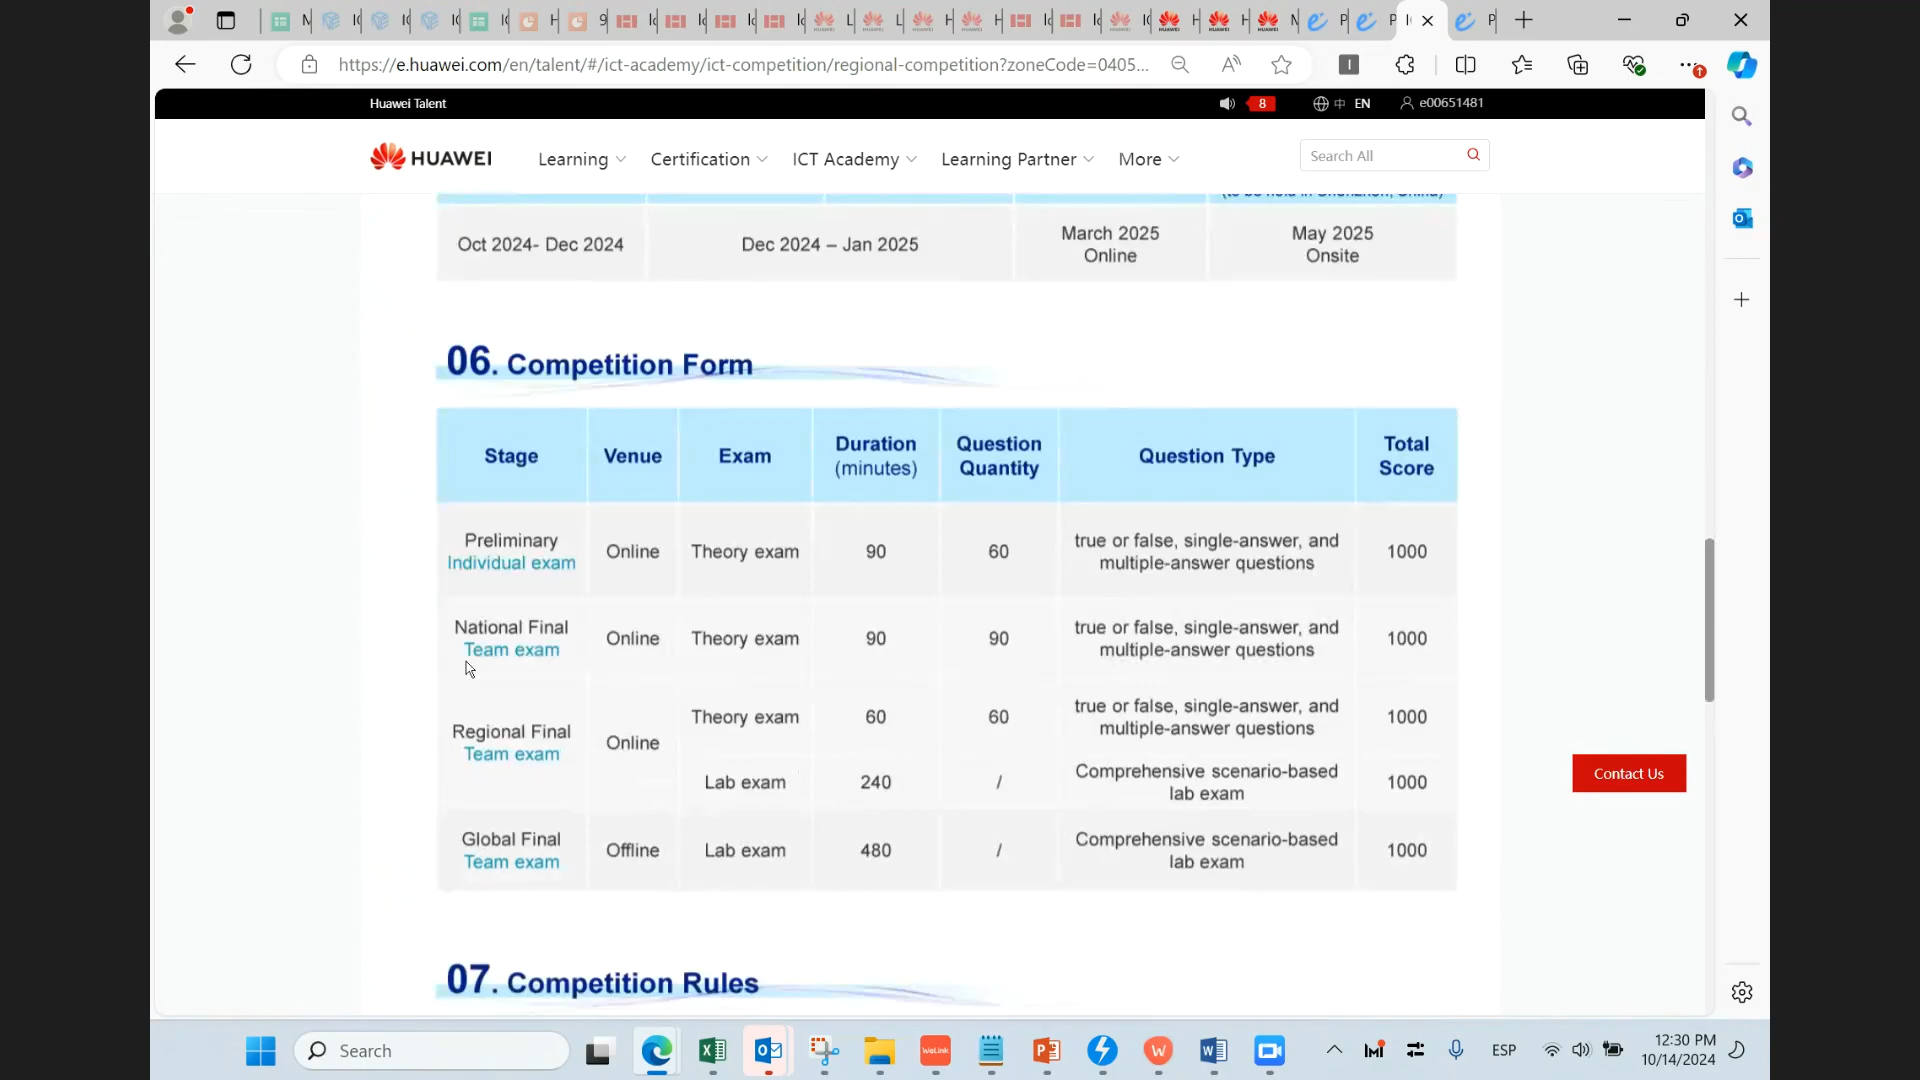 https://e.huawei.com/en/talent/#/ict-academy/ict-competition/regional-competition?zoneCode=0405...
Huawei Talent
8
中 EN
e00651481
HUAWEI
Learning
Certification
ICT Academy
Learning Partner
More
Search All
Oct 2024- Dec 2024
Dec 2024 – Jan 2025
March 2025
Online
May 2025
Onsite
06. Competition Form
Stage
Venue
Exam
Duration
(minutes)
Question
Quantity
Question Type
Total
Score
Preliminary
Individual exam
Online
Theory exam
90
60
true or false, single-answer, and
multiple-answer questions
1000
National Final
Team exam
Online
Theory exam
90
90
true or false, single-answer, and
multiple-answer questions
1000
Regional Final
Team exam
Online
Theory exam
60
60
true or false, single-answer, and
multiple-answer questions
1000
Lab exam
240
/
Comprehensive scenario-based
lab exam
1000
Global Final
Team exam
Offline
Lab exam
480
/
Comprehensive scenario-based
lab exam
1000
Contact Us
07. Competition Rules
Search
WeLink
ESP
12:30 PM
10/14/2024